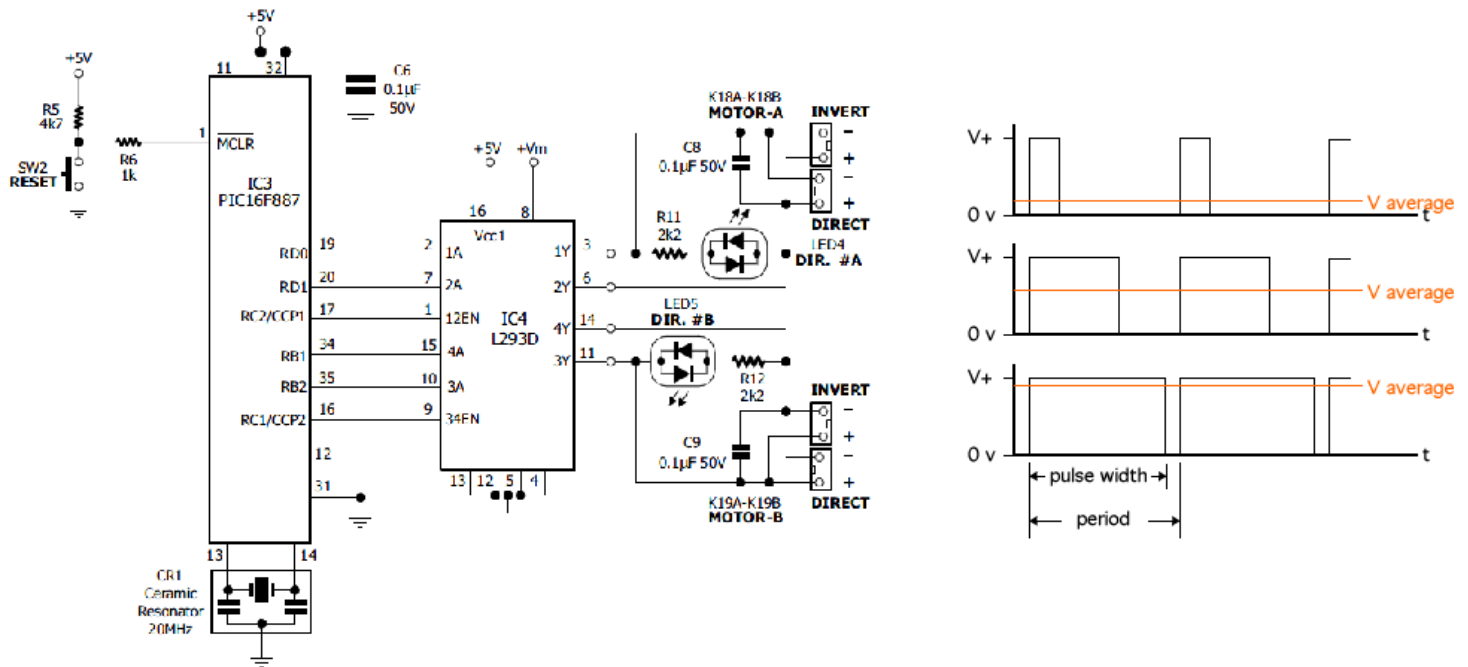 +5V
+5V
11
32
R5
4k7
1
MCLR
R6
1k
SW2
RESET
IC3
PIC16F887
C6
0.1µF
50V
RD0
19
RD1
20
RC2/CCP1
17
RB1
34
RB2
35
RC1/CCP2
16
12
31
13
14
CR1
Ceramic
Resonator
20MHz
+5V
+Vm
16
8
Vcc1
2
1A
7
2A
1
12EN
15
4A
10
3A
9
34EN
IC4
L293D
1Y
3
2Y
6
4Y
14
3Y
11
13
12
5
4
K18A-K18B
MOTOR-A
INVERT
−
+
−
+
DIRECT
C8
0.1µF 50V
R11
2k2
LED4
DIR. #A
LED5
DIR. #B
R12
2k2
INVERT
−
+
−
+
DIRECT
C9
0.1µF 50V
K19A-K19B
MOTOR-B
V+
V average
0 v
t
V+
V average
0 v
t
V+
V average
0 v
t
pulse width
period